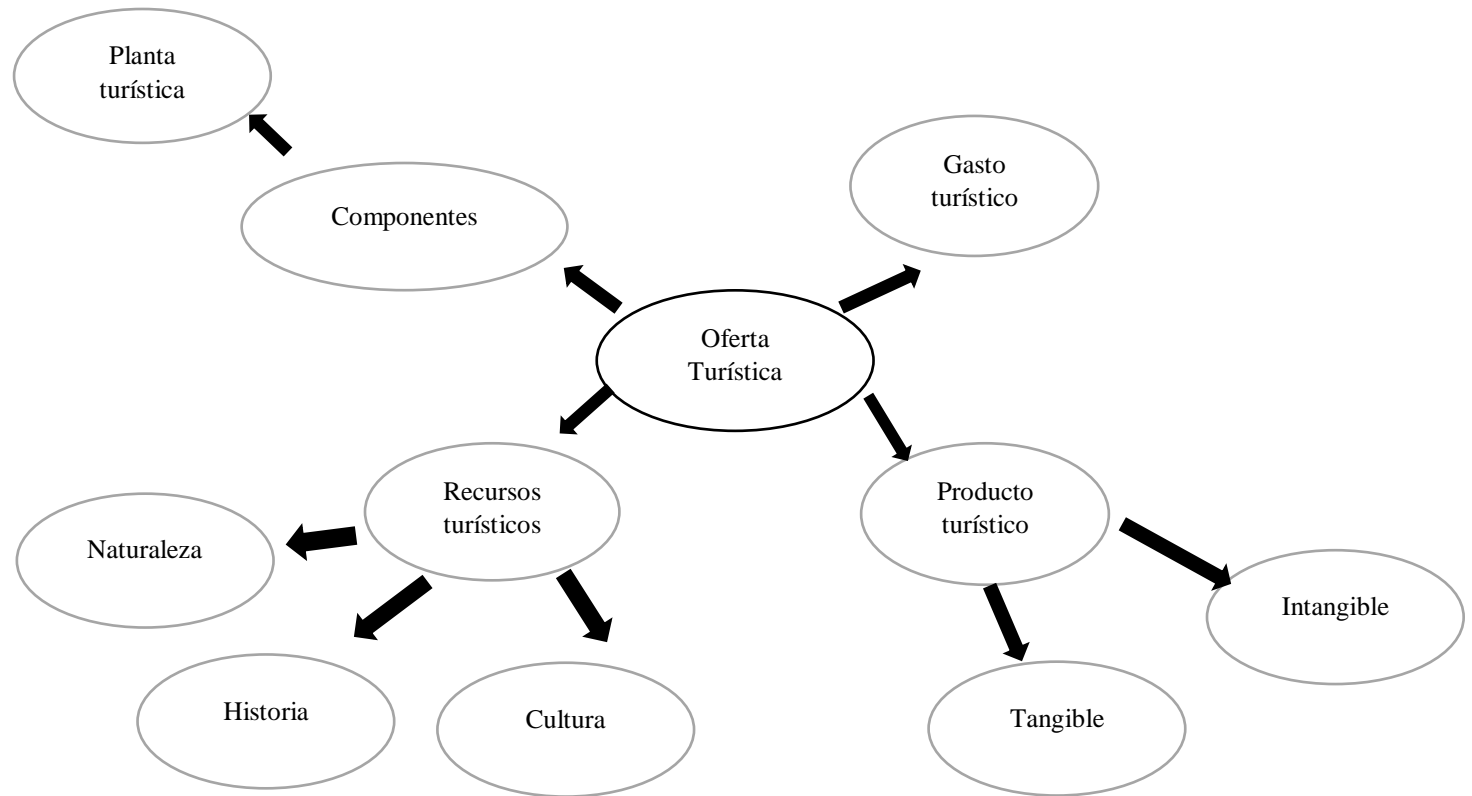 Planta
turística
Gasto
turístico
Componentes
Oferta
Turística
Recursos
turísticos
Producto
turístico
Naturaleza
Intangible
Historia
Cultura
Tangible